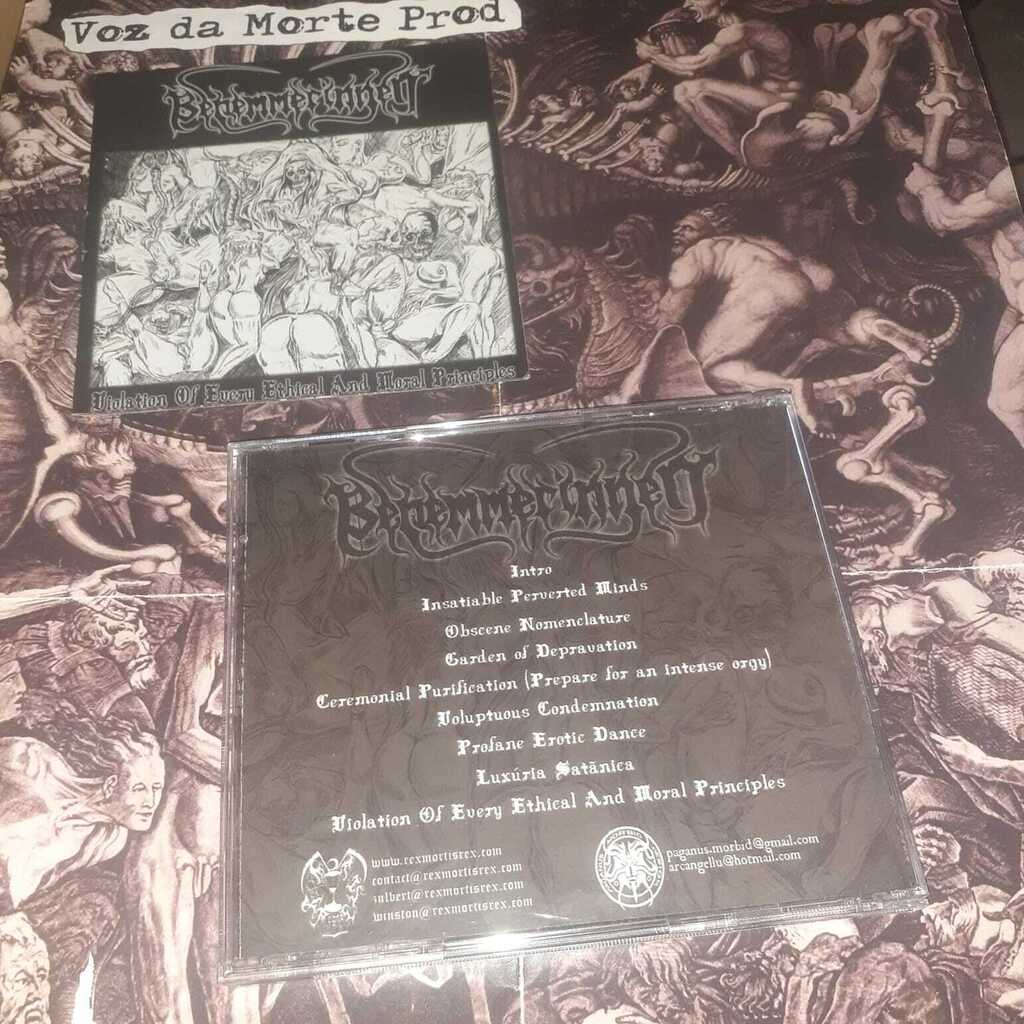 Voz da Morte Prod
Behemmerinnen
Violation Of Every Ethical And Moral Principles
Behemmerinnen
Intro
Insatiable Perverted Minds
Obscene Nomenclature
Garden of Depravation
Ceremonial Purification (Prepare for an intense orgy)
Voluptuous Condemnation
Profane Erotic Dance
Luxúria Satânica
Violation Of Every Ethical And Moral Principles
www.rexmortisrex.com
contact@rexmortisrex.com
zulbert@rexmortisrex.com
winston@rexmortisrex.com
paganus.morbid@gmail.com
arcangellu@hotmail.com